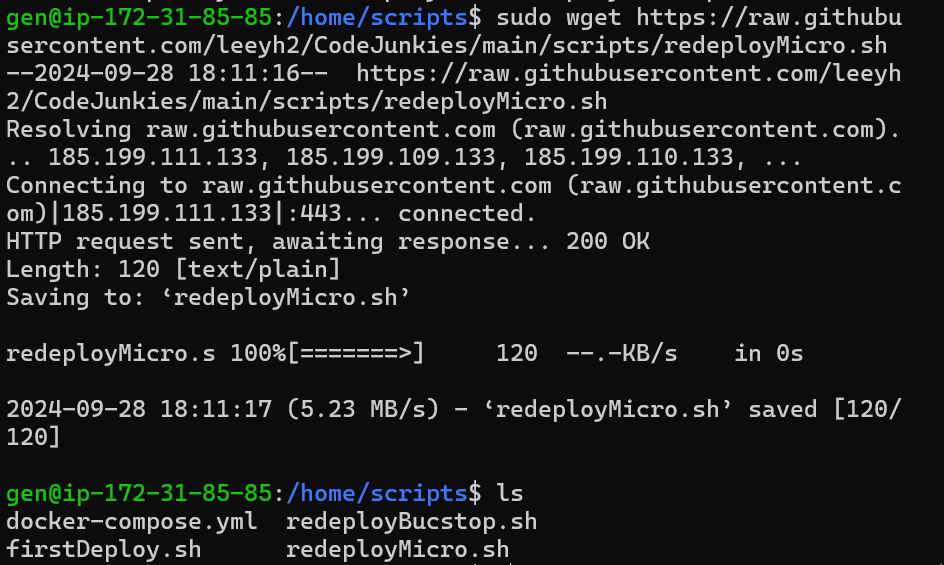 gen@ip-172-31-85-85:/home/scripts$ sudo wget https://raw.githubu
sercontent.com/leeyh2/CodeJunkies/main/scripts/redeployMicro.sh
--2024-09-28 18:11:16--  https://raw.githubusercontent.com/leeyh
2/CodeJunkies/main/scripts/redeployMicro.sh
Resolving raw.githubusercontent.com (raw.githubusercontent.com).
.. 185.199.111.133, 185.199.109.133, 185.199.110.133, ...
Connecting to raw.githubusercontent.com (raw.githubusercontent.c
om)|185.199.111.133|:443... connected.
HTTP request sent, awaiting response... 200 OK
Length: 120 [text/plain]
Saving to: ‘redeployMicro.sh’
redeployMicro.s 100%[=======>]     120  --.-KB/s    in 0s
2024-09-28 18:11:17 (5.23 MB/s) - ‘redeployMicro.sh’ saved [120/
120]
gen@ip-172-31-85-85:/home/scripts$ ls
docker-compose.yml  redeployBucstop.sh
firstDeploy.sh      redeployMicro.sh